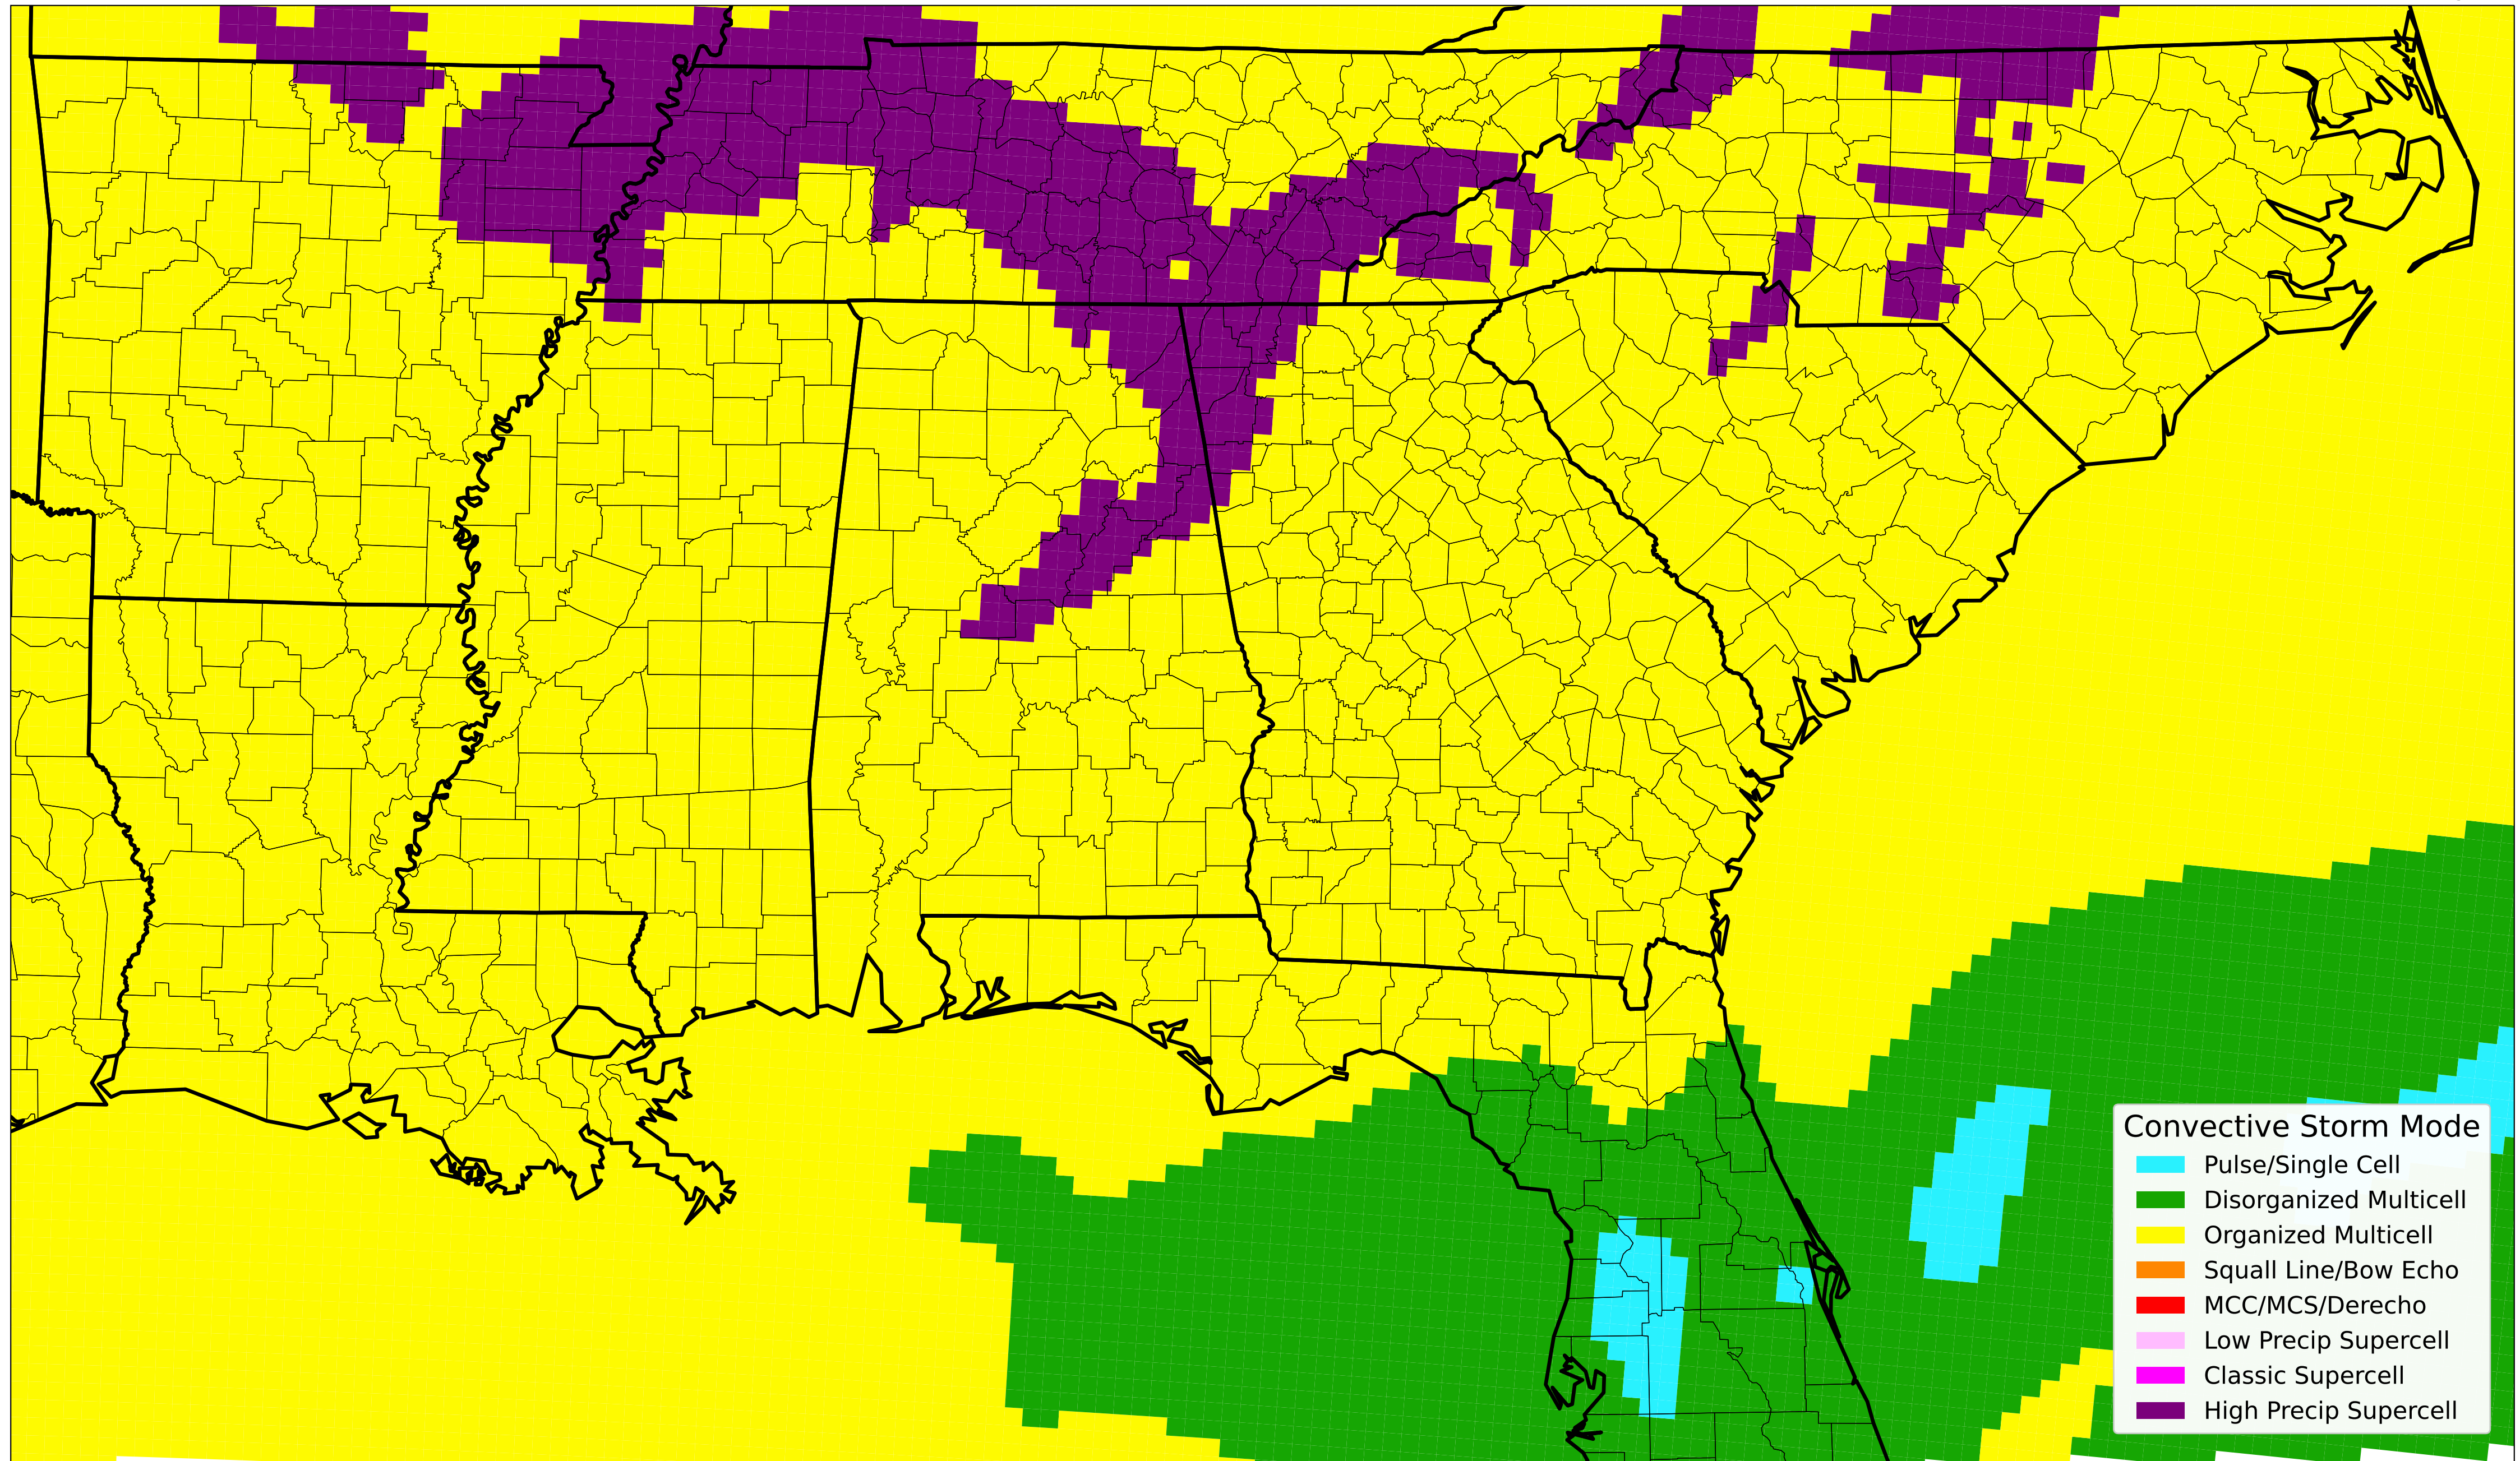 Convective Storm Mode
Pulse/Single Cell
Disorganized Multicell
Organized Multicell
Squall Line/Bow Echo
MCC/MCS/Derecho
Low Precip Supercell
Classic Supercell
High Precip Supercell